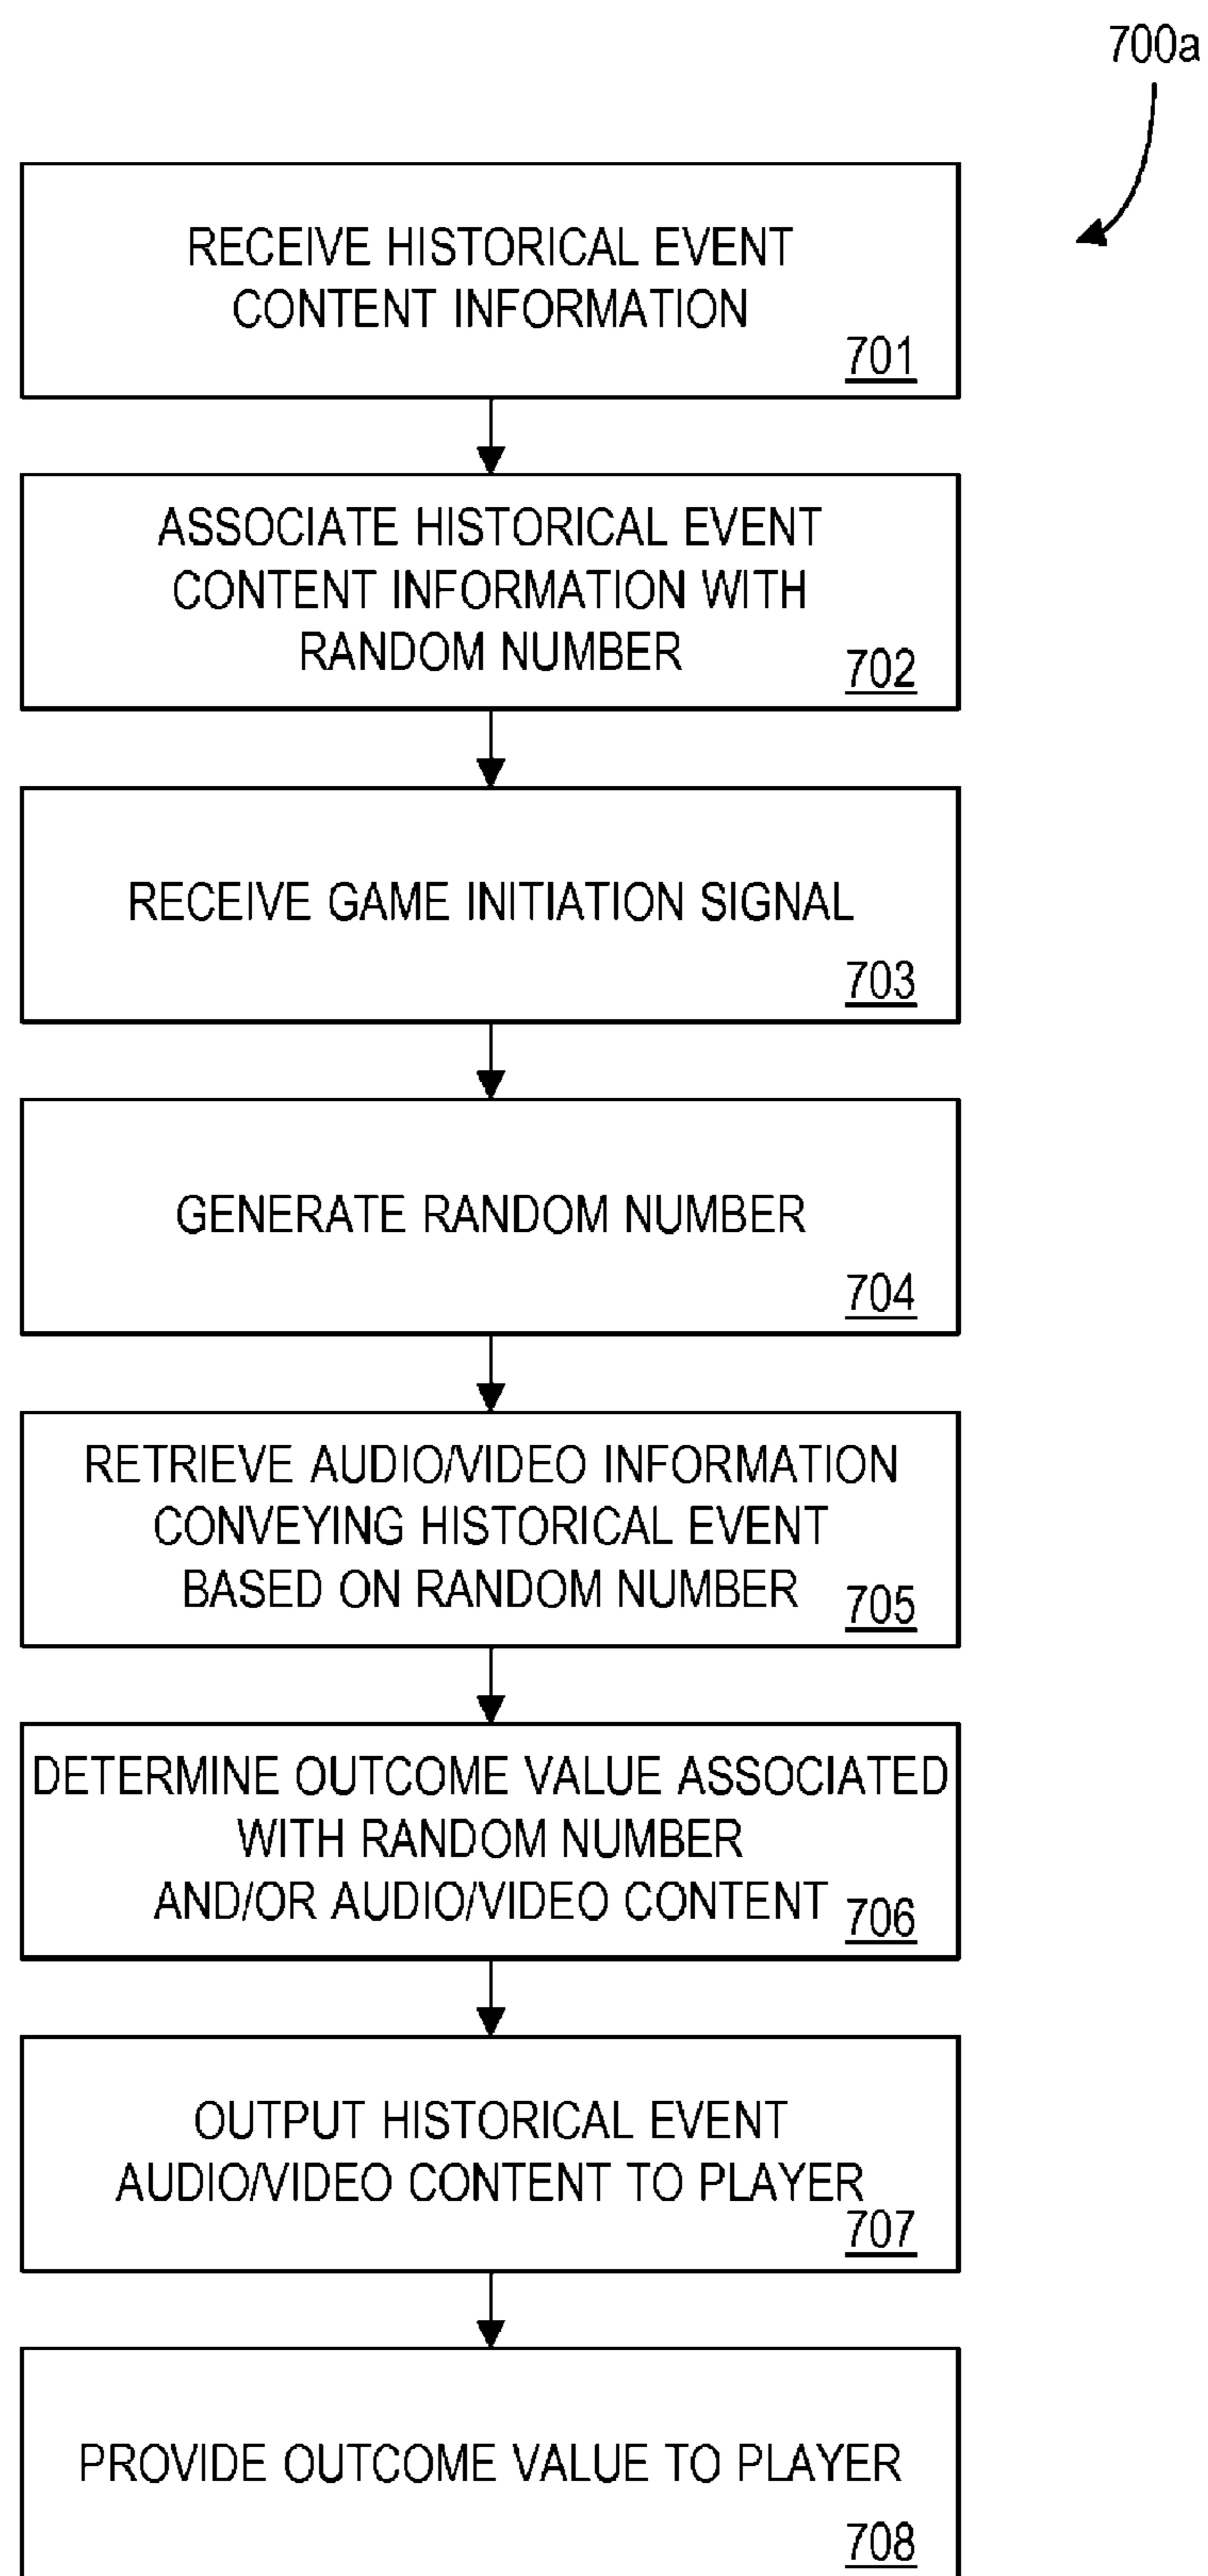 700a
RECEIVE HISTORICAL EVENT
CONTENT INFORMATION
701
ASSOCIATE HISTORICAL EVENT
CONTENT INFORMATION WITH
RANDOM NUMBER
702
RECEIVE GAME INITIATION SIGNAL
703
GENERATE RANDOM NUMBER
704
RETRIEVE AUDIO/VIDEO INFORMATION
CONVEYING HISTORICAL EVENT
BASED ON RANDOM NUMBER
705
DETERMINE OUTCOME VALUE ASSOCIATED
WITH RANDOM NUMBER
AND/OR AUDIO/VIDEO CONTENT
706
OUTPUT HISTORICAL EVENT
AUDIO/VIDEO CONTENT TO PLAYER
707
PROVIDE OUTCOME VALUE TO PLAYER
708